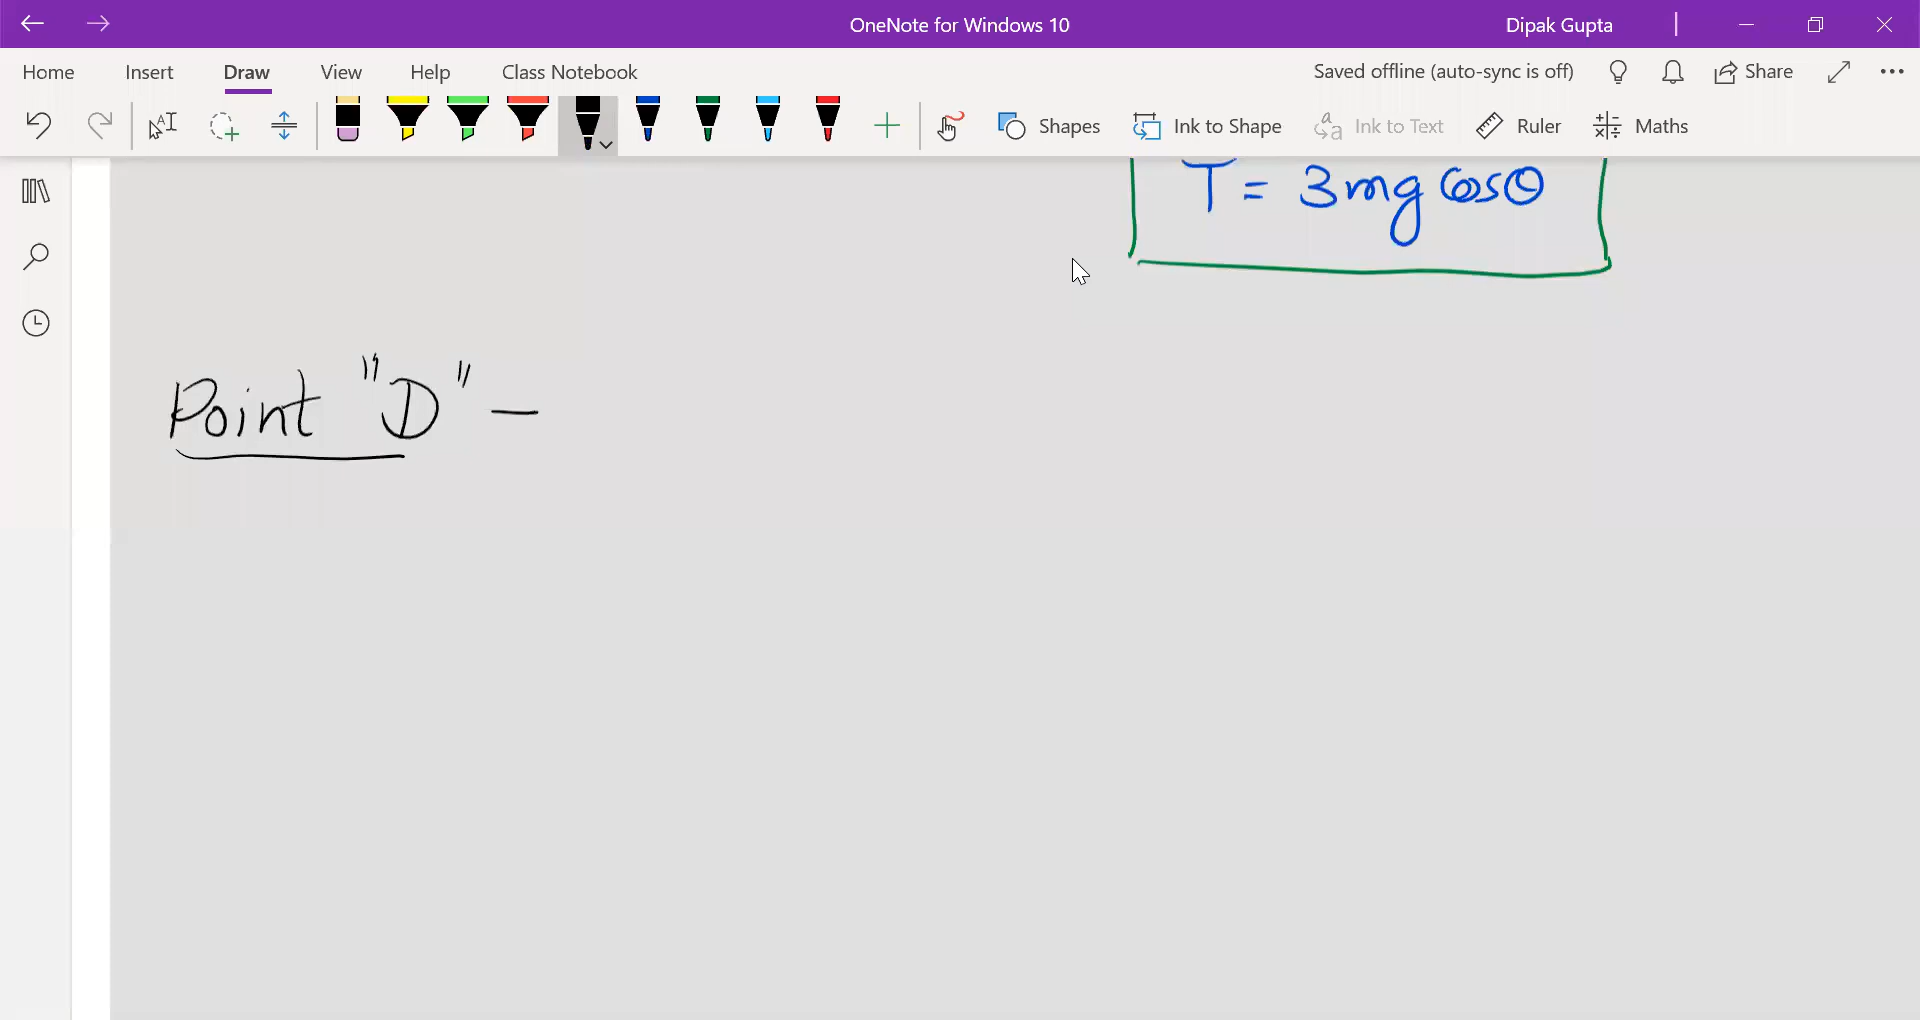 OneNote for Windows 10
Dipak Gupta
Home Insert Draw View Help Class Notebook
Saved offline (auto-sync is off) Share
Shapes Ink to Shape Ink to Text Ruler Maths
T = 3mg cosθ
Point "D" —